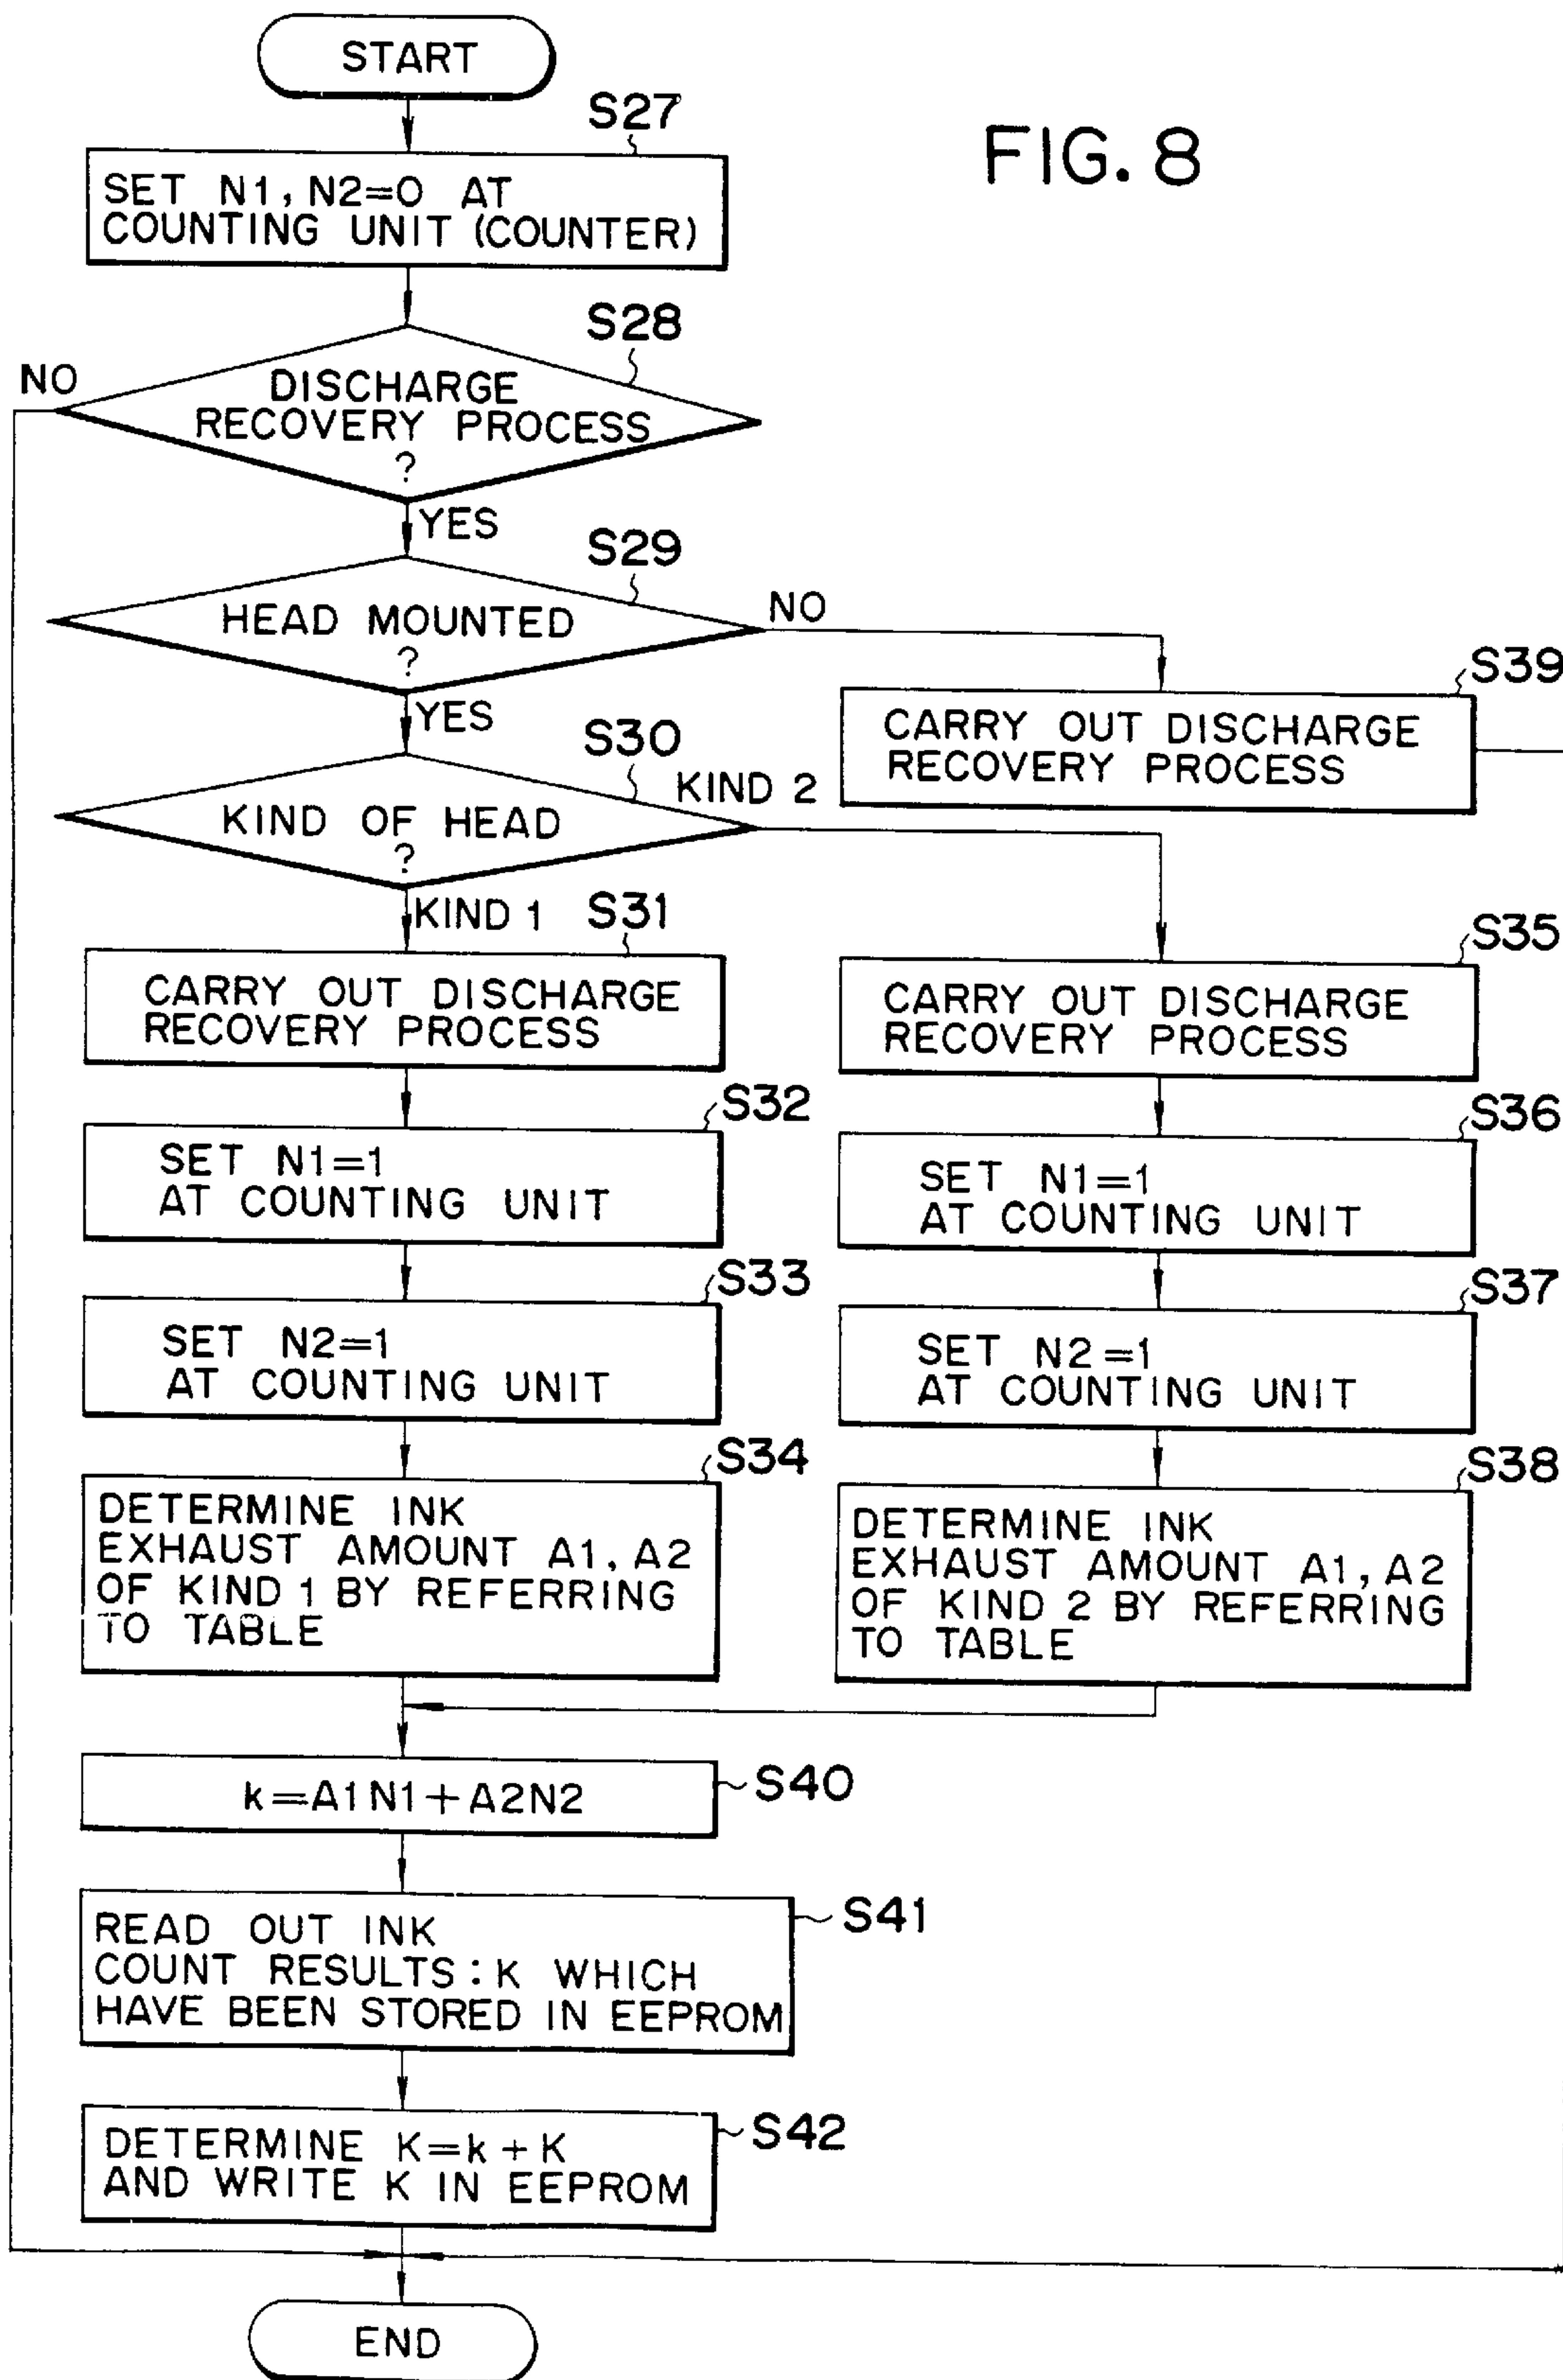 START
FIG. 8
S27
SET N1, N2=0 AT
COUNTING UNIT (COUNTER)
S28
NO
DISCHARGE
RECOVERY PROCESS
?
YES
S29
HEAD MOUNTED
?
NO
YES
S39
CARRY OUT DISCHARGE
RECOVERY PROCESS
S30
KIND OF HEAD
?
KIND 2
KIND 1
S31
CARRY OUT DISCHARGE
RECOVERY PROCESS
S35
CARRY OUT DISCHARGE
RECOVERY PROCESS
S32
SET N1=1
AT COUNTING UNIT
S36
SET N1=1
AT COUNTING UNIT
S33
SET N2=1
AT COUNTING UNIT
S37
SET N2=1
AT COUNTING UNIT
S34
DETERMINE INK
EXHAUST AMOUNT A1, A2
OF KIND 1 BY REFERRING
TO TABLE
S38
DETERMINE INK
EXHAUST AMOUNT A1, A2
OF KIND 2 BY REFERRING
TO TABLE
k=A1N1+A2N2
S40
READ OUT INK
COUNT RESULTS: K WHICH
HAVE BEEN STORED IN EEPROM
S41
DETERMINE K=k+K
AND WRITE K IN EEPROM
S42
END